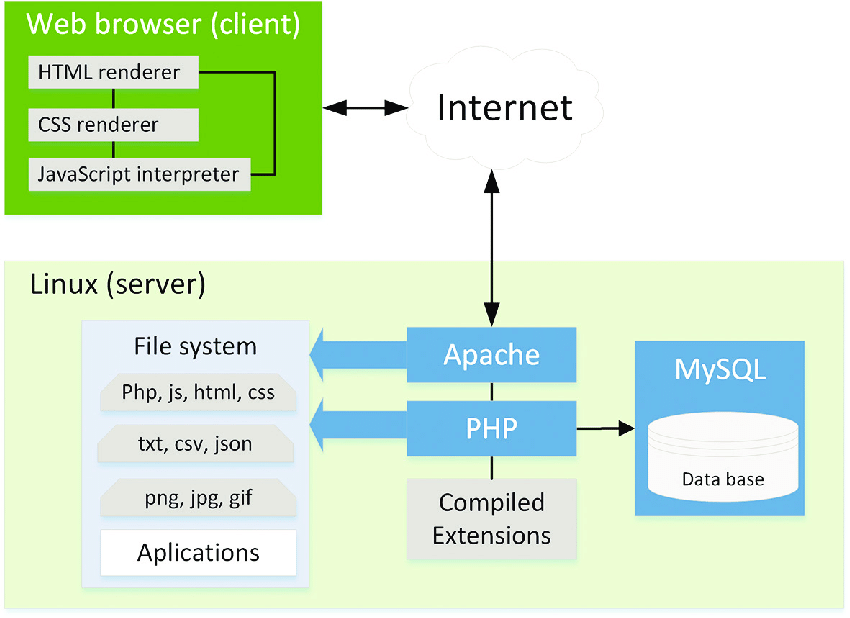 Web browser (client)
HTML renderer
CSS renderer
JavaScript interpreter
Internet
Linux (server)
File system
Php, js, html, css
txt, csv, json
png, jpg, gif
Aplications
Apache
PHP
Compiled
Extensions
MySQL
Data base